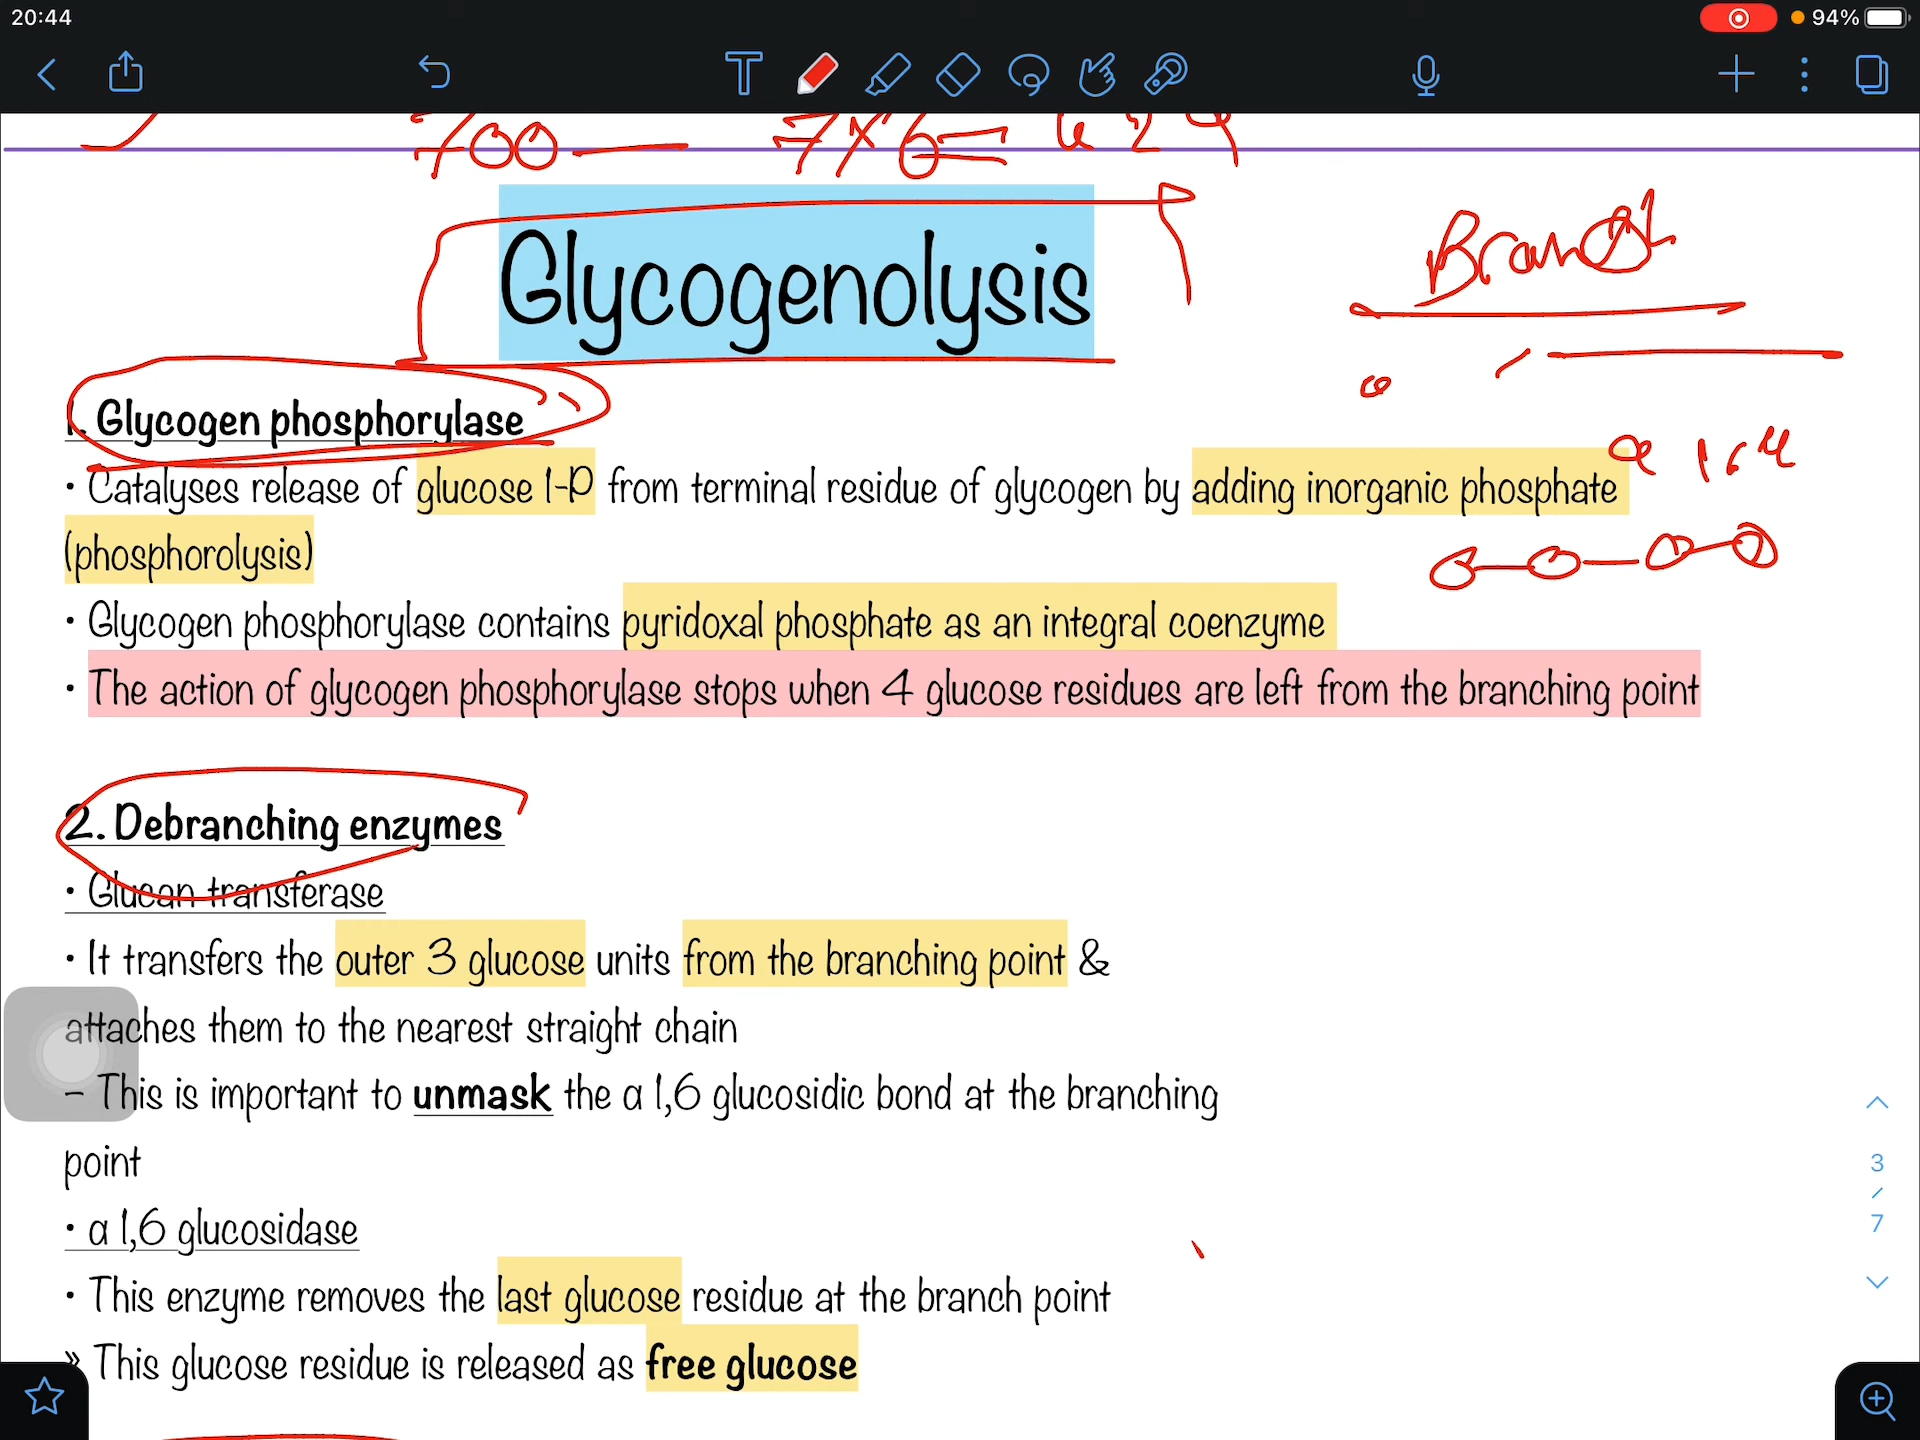 20:44
94%
T
700 — 7x6=
Glycogenolysis
Branch
1. Glycogen phosphorylase
α 1,4
• Catalyses release of glucose 1-P from terminal residue of glycogen by adding inorganic phosphate
(phosphorolysis)
• Glycogen phosphorylase contains pyridoxal phosphate as an integral coenzyme
• The action of glycogen phosphorylase stops when 4 glucose residues are left from the branching point
2. Debranching enzymes
• Glucan transferase
• It transfers the outer 3 glucose units from the branching point &
attaches them to the nearest straight chain
– This is important to unmask the α 1,6 glucosidic bond at the branching
point
• α 1,6 glucosidase
• This enzyme removes the last glucose residue at the branch point
» This glucose residue is released as free glucose
3
/
7